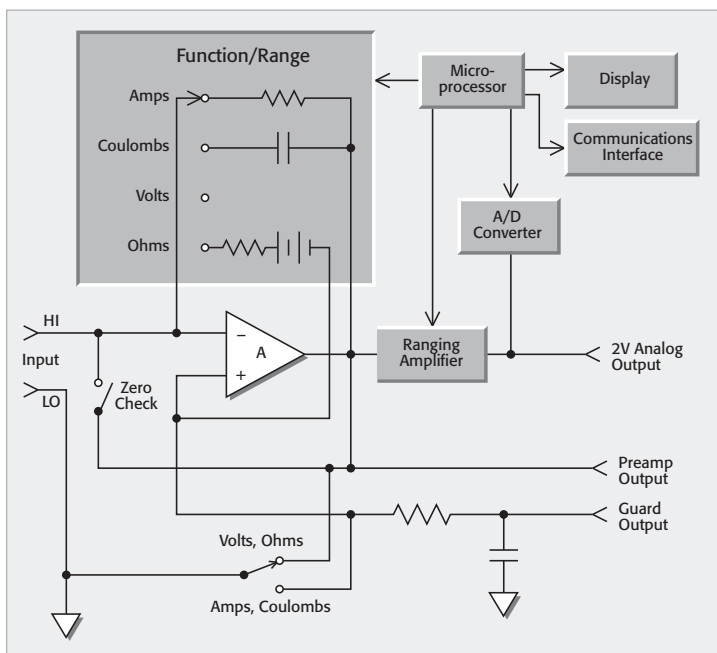 Function/Range
Amps
Coulombs
Volts
Ohms
Micro-
processor
Display
Communications
Interface
A/D
Converter
HI
Input
LO
Zero
Check
−
A
+
Ranging
Amplifier
2V Analog
Output
Preamp
Output
Guard
Output
Volts, Ohms
Amps, Coulombs